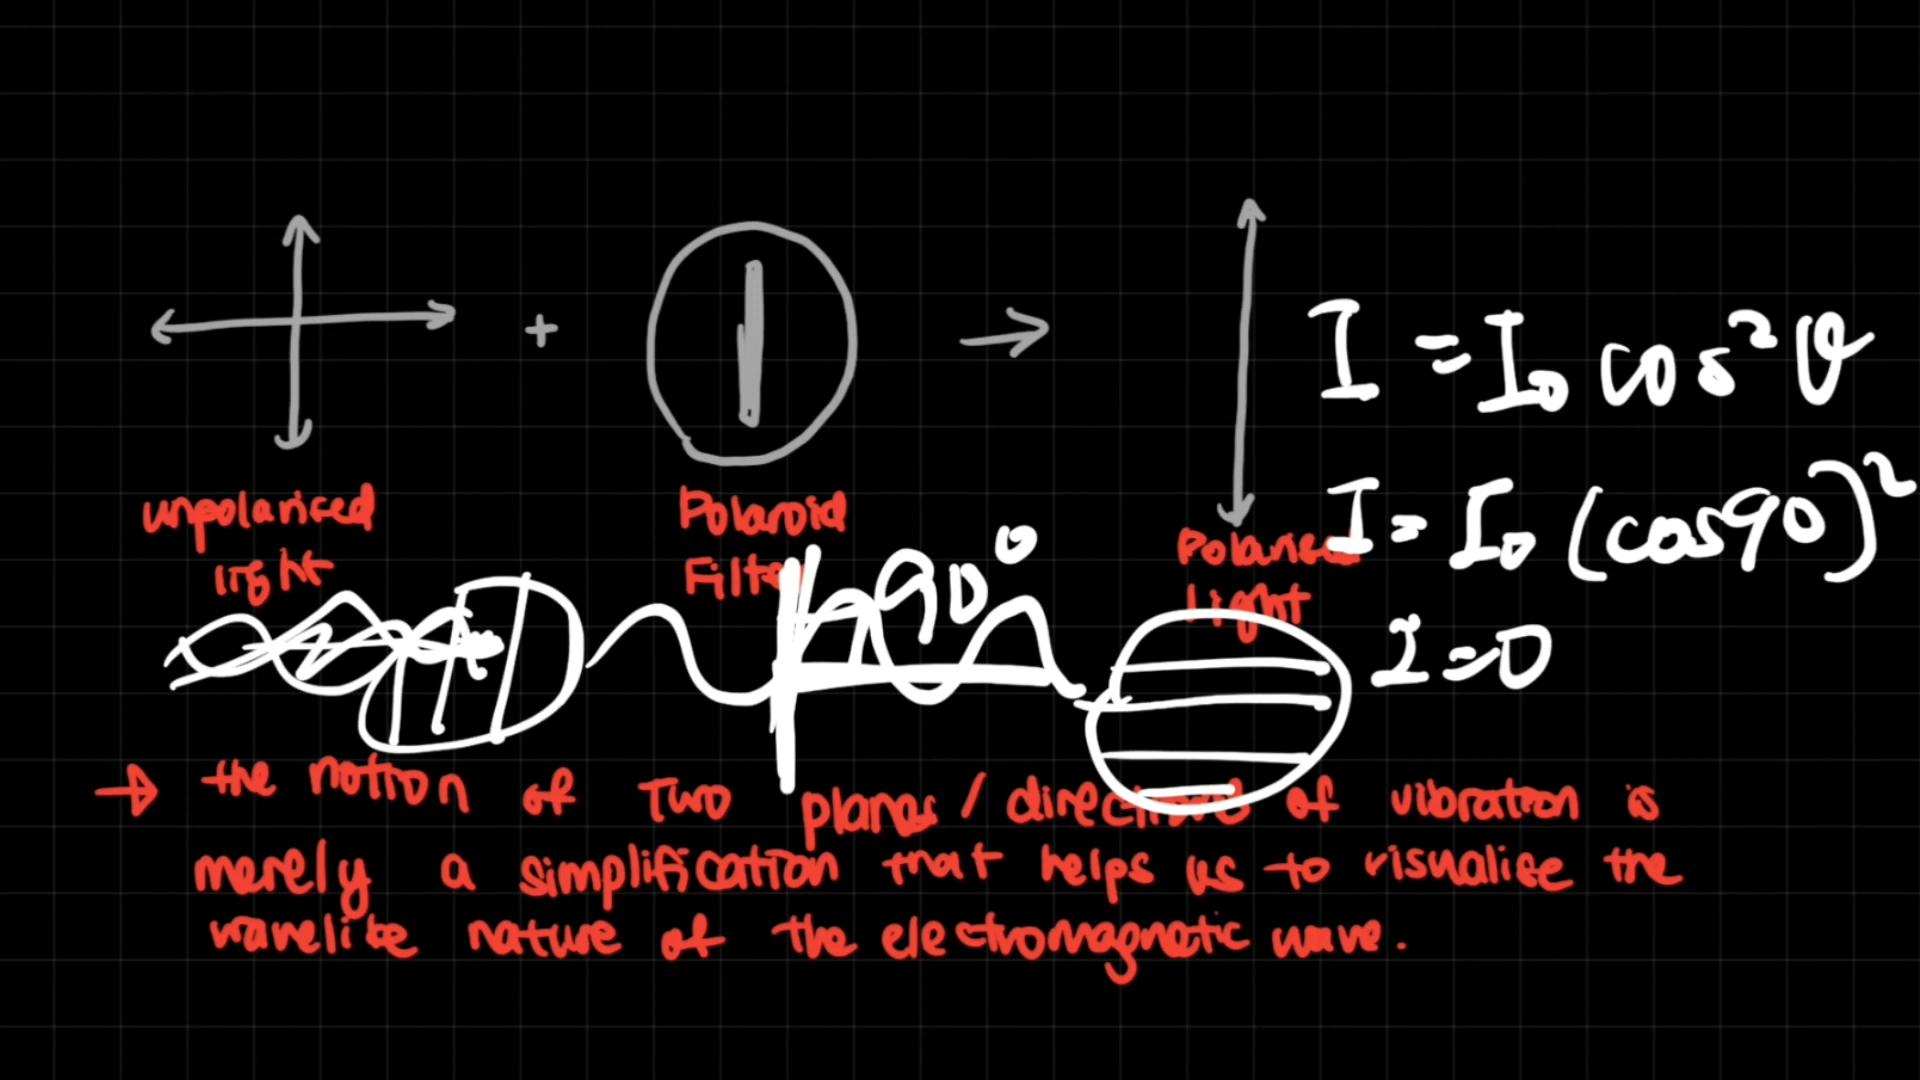 I = I₀ cos² θ
unpolarised light
Polaroid Filter
Polarised Light
I = I₀ (cos90)²
90°
I = 0
→ the notion of Two planes / directions of vibration is
merely a simplification that helps us to visualise the
wavelike nature of the electromagnetic wave.